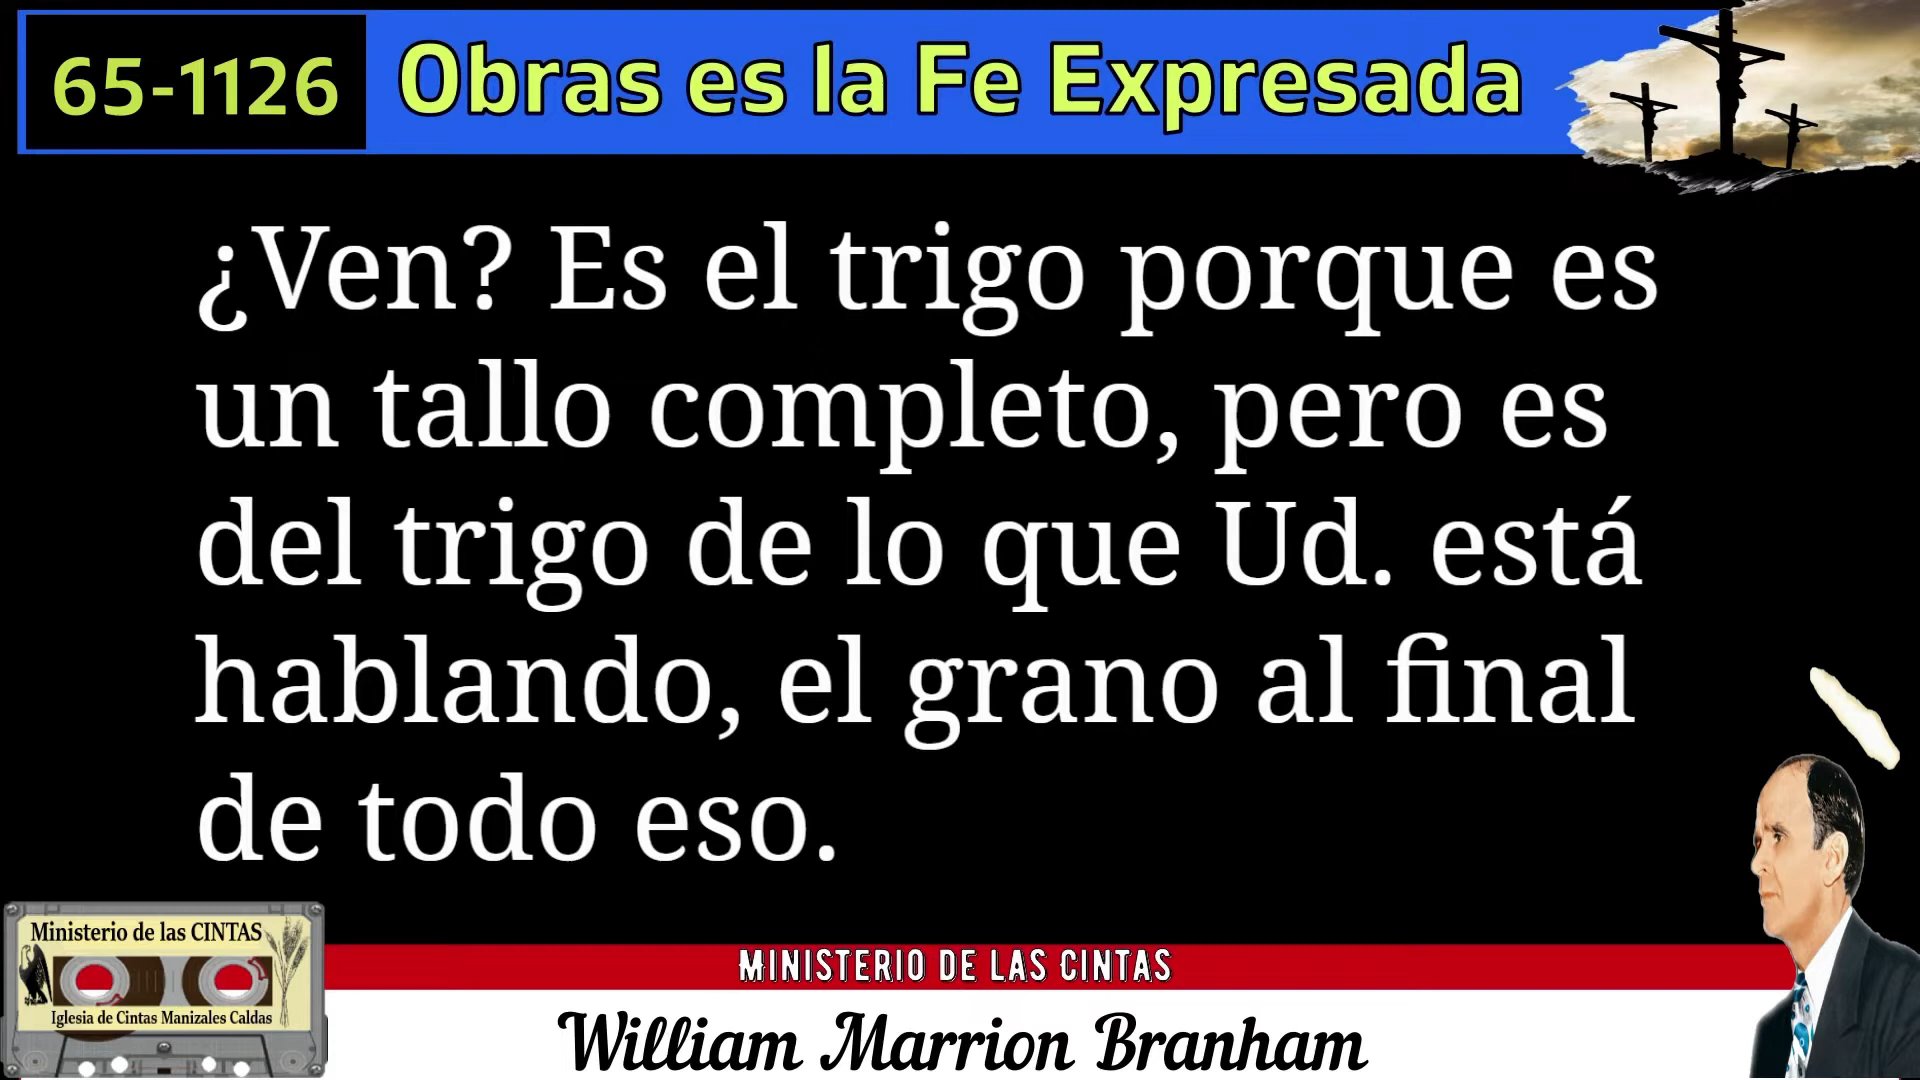 65-1126
Obras es la Fe Expresada
¿Ven? Es el trigo porque es
un tallo completo, pero es
del trigo de lo que Ud. está
hablando, el grano al final
de todo eso.
Ministerio de las CINTAS
Iglesia de Cintas Manizales Caldas
MINISTERIO DE LAS CINTAS
William Marrion Branham